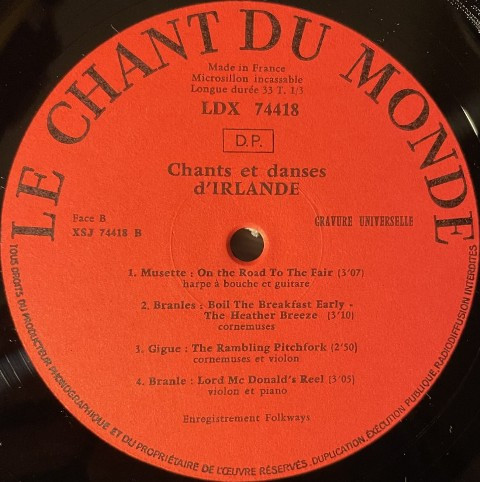 LE CHANT DU MONDE
Made in France
Microsillon incassable
Longue durée 33 T. 1/3
LDX 74418
D.P.
Chants et danses
d'IRLANDE
Face B
XSJ 74418 B
GRAVURE UNIVERSELLE
1. Musette : On the Road To The Fair (3'07)
harpe à bouche et guitare
2. Branles : Boil The Breakfast Early -
The Heather Breeze (3'10)
cornemuses
3. Gigue : The Rambling Pitchfork (2'50)
cornemuses et violon
4. Branle : Lord Mc Donald's Reel (3'05)
violon et piano
Enregistrement Folkways
TOUS DROITS DU PRODUCTEUR PHONOGRAPHIQUE ET DU PROPRIÉTAIRE DE L'ŒUVRE RÉSERVÉS. DUPLICATION, EXÉCUTION PUBLIQUE, RADIODIFFUSION INTERDITES